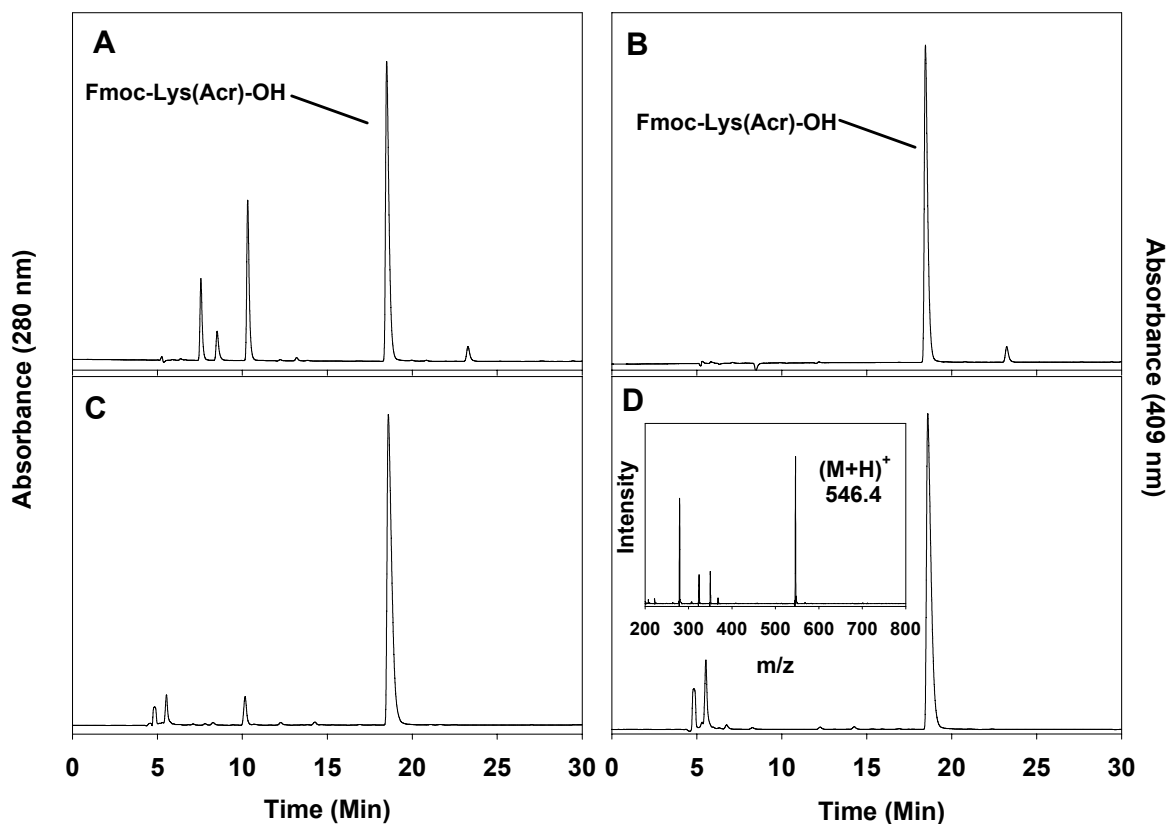 A
Fmoc-Lys(Acr)-OH
B
Fmoc-Lys(Acr)-OH
Absorbance (280 nm)
Absorbance (409 nm)
C
D
Intensity
(M+H)+
546.4
200 300 400 500 600 700 800
m/z
0 5 10 15 20 25 30
Time (Min)
0 5 10 15 20 25 30
Time (Min)